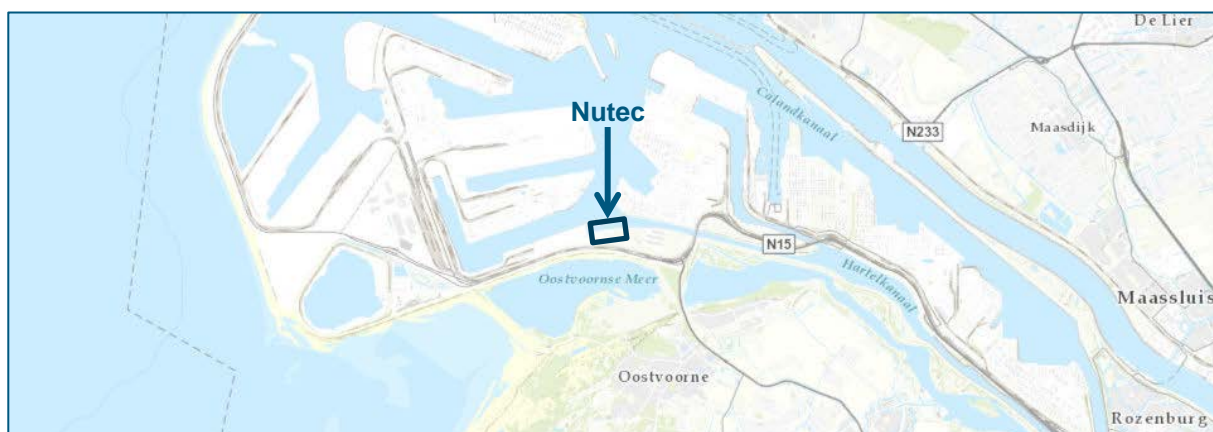 De Lier
Nutec
Calandkanaal
N233
Maasdijk
N15
Oostvoornse Meer
Hartelkanaal
Maassluis
Oostvoorne
Rozenburg